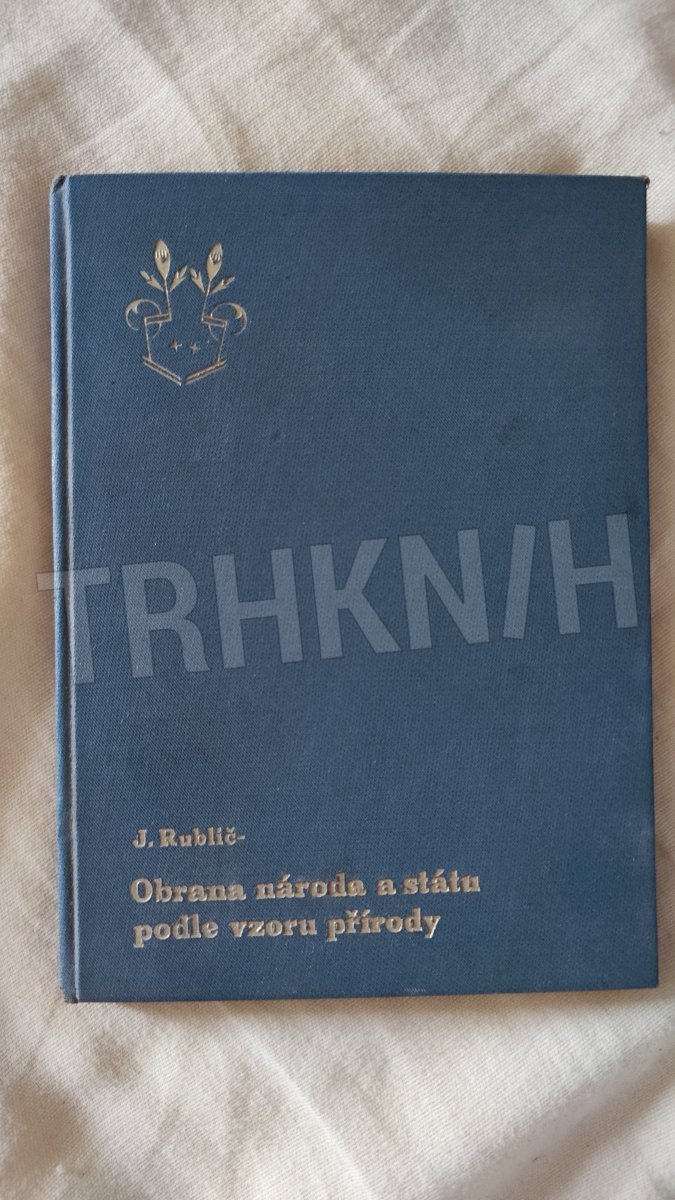 TRHKNIH
J. Rublič-
Obrana národa a státu
podle vzoru přírody